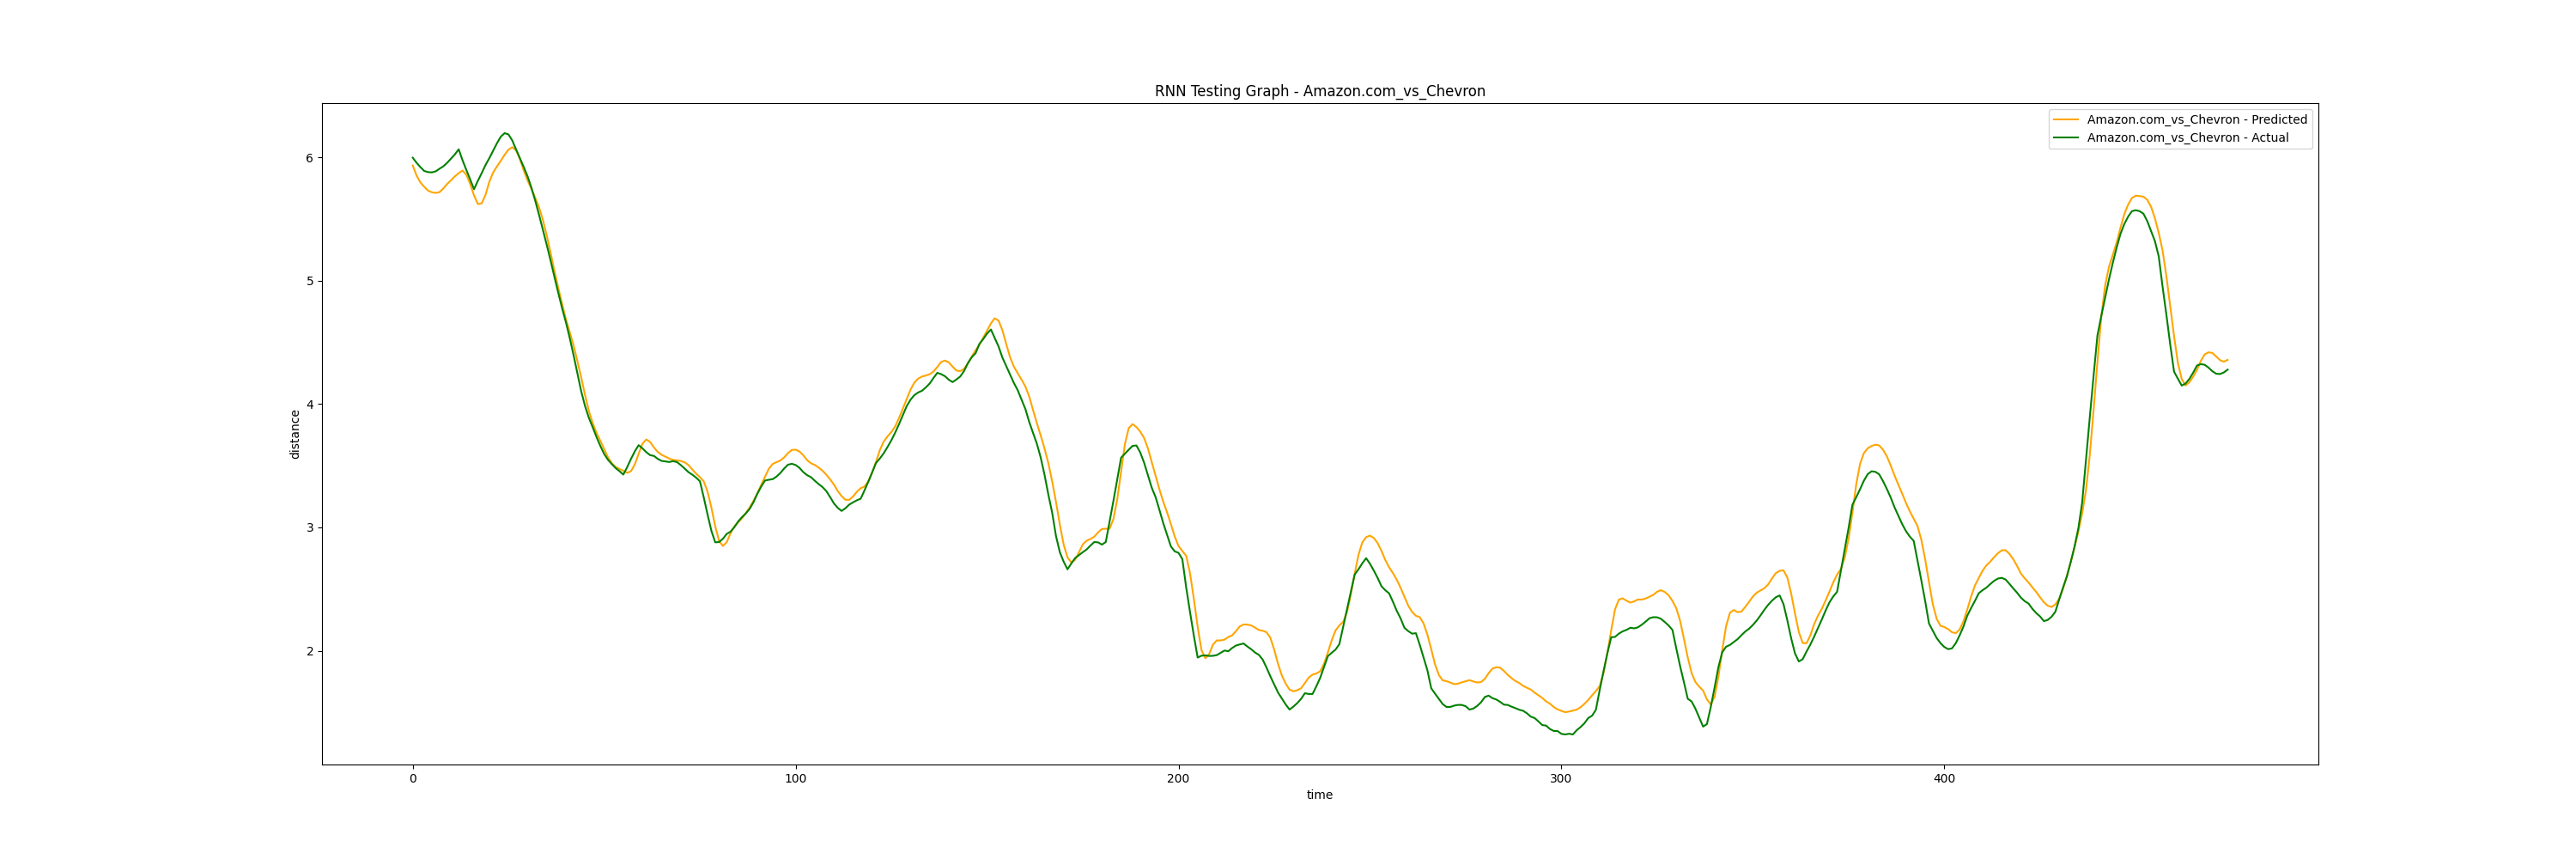 RNN Testing Graph - Amazon.com_vs_Chevron
Amazon.com_vs_Chevron - Predicted
Amazon.com_vs_Chevron - Actual
6
5
4
3
2
distance
0 100 200 300 400
time